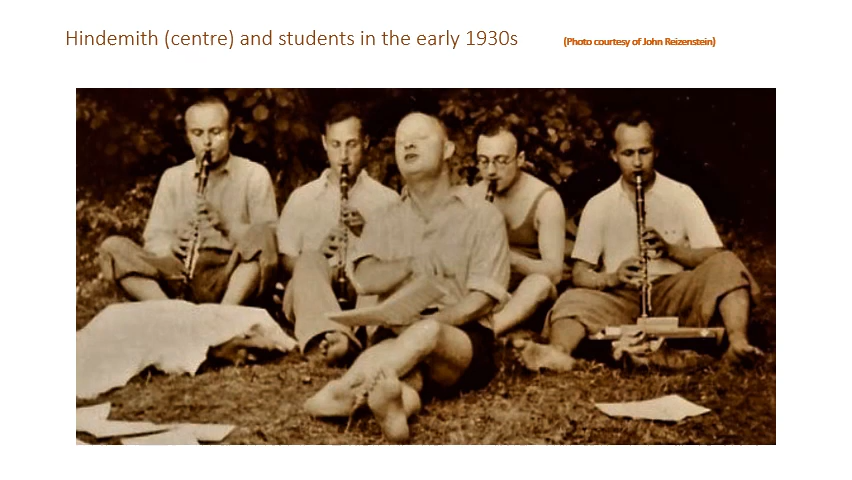 Hindemith (centre) and students in the early 1930s (Photo courtesy of John Reizenstein)